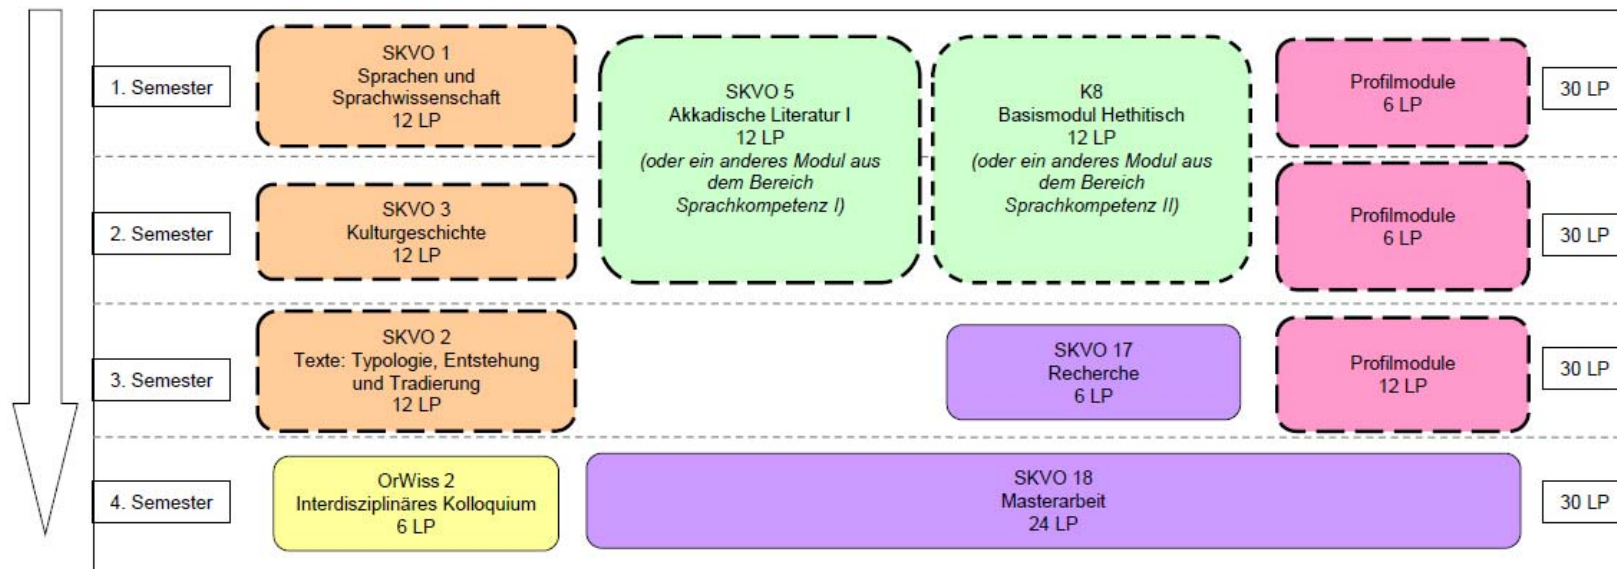 1. Semester
SKVO 1
Sprachen und
Sprachwissenschaft
12 LP
SKVO 5
Akkadische Literatur I
12 LP
(oder ein anderes Modul aus
dem Bereich
Sprachkompetenz I)
K8
Basismodul Hethitisch
12 LP
(oder ein anderes Modul aus
dem Bereich
Sprachkompetenz II)
Profilmodule
6 LP
30 LP
2. Semester
SKVO 3
Kulturgeschichte
12 LP
Profilmodule
6 LP
30 LP
3. Semester
SKVO 2
Texte: Typologie, Entstehung
und Tradierung
12 LP
SKVO 17
Recherche
6 LP
Profilmodule
12 LP
30 LP
4. Semester
OrWiss 2
Interdisziplinäres Kolloquium
6 LP
SKVO 18
Masterarbeit
24 LP
30 LP